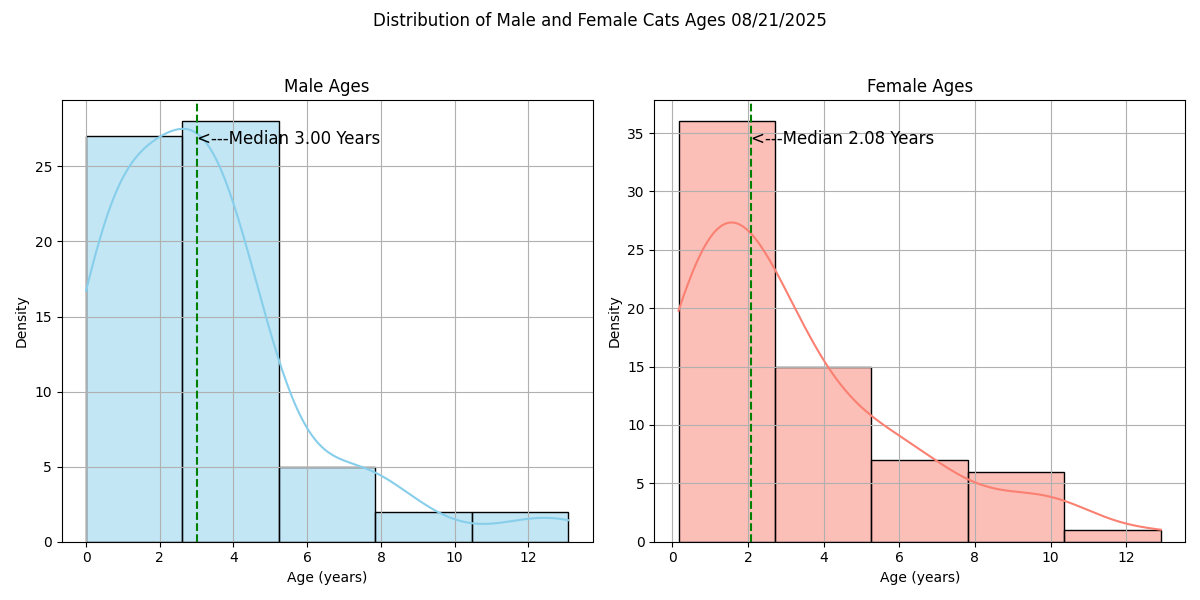 Distribution of Male and Female Cats Ages 08/21/2025
Male Ages
<---Median 3.00 Years
Density
25
20
15
10
5
0
0 2 4 6 8 10 12
Age (years)
Female Ages
<---Median 2.08 Years
Density
35
30
25
20
15
10
5
0
0 2 4 6 8 10 12
Age (years)